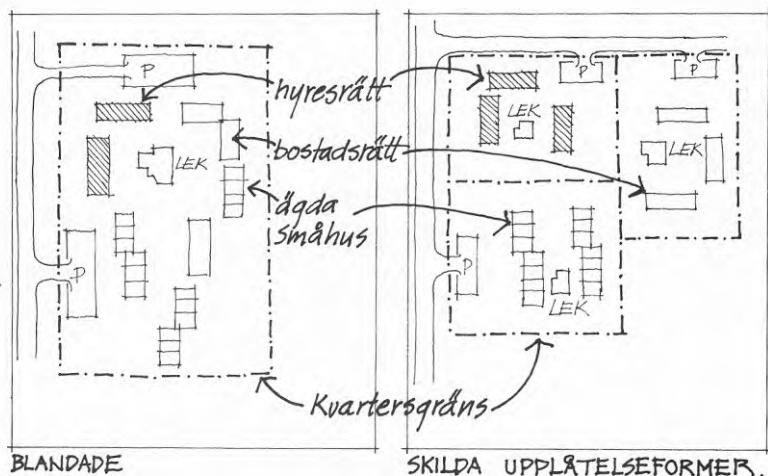 P
hyresrätt
LEK
bostadsrätt
ägda
småhus
P
Kvartersgräns
BLANDADE
P
P
LEK
LEK
P
LEK
SKILDA UPPLÅTELSEFORMER.